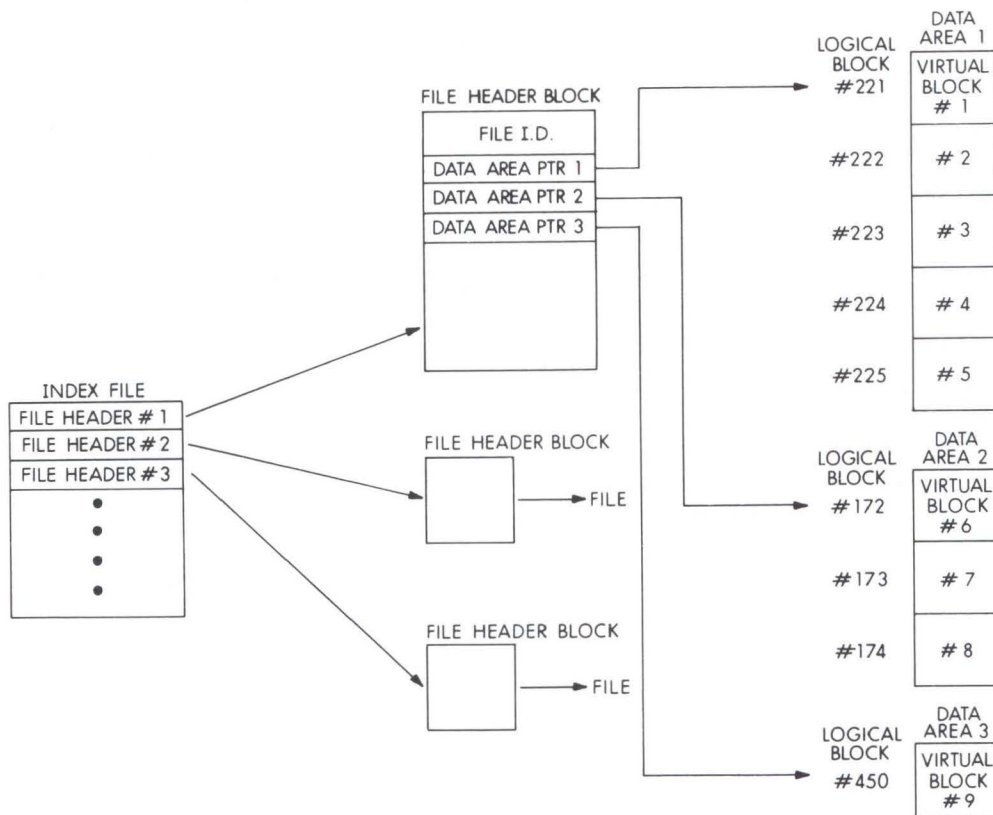 INDEX FILE
FILE HEADER #1
FILE HEADER #2
FILE HEADER #3
FILE HEADER BLOCK
FILE I.D.
DATA AREA PTR 1
DATA AREA PTR 2
DATA AREA PTR 3
FILE HEADER BLOCK
FILE
FILE HEADER BLOCK
FILE
LOGICAL
BLOCK
#221
#222
#223
#224
#225
DATA
AREA 1
VIRTUAL
BLOCK
# 1
# 2
# 3
# 4
# 5
LOGICAL
BLOCK
#172
#173
#174
DATA
AREA 2
VIRTUAL
BLOCK
#6
# 7
# 8
LOGICAL
BLOCK
#450
DATA
AREA 3
VIRTUAL
BLOCK
#9